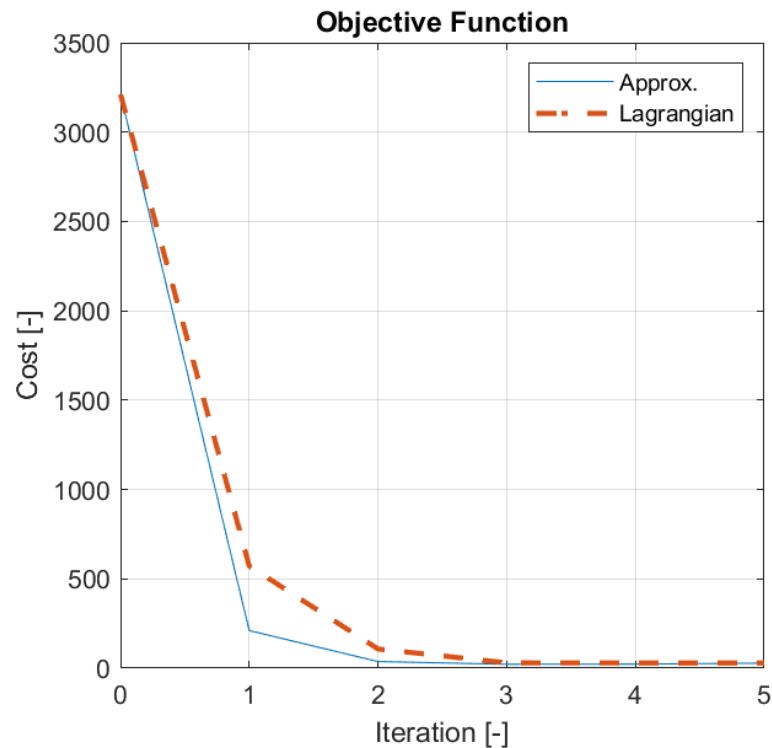 Objective Function
Approx.
Lagrangian
Cost [-]
3500
3000
2500
2000
1500
1000
500
0
0 1 2 3 4 5
Iteration [-]